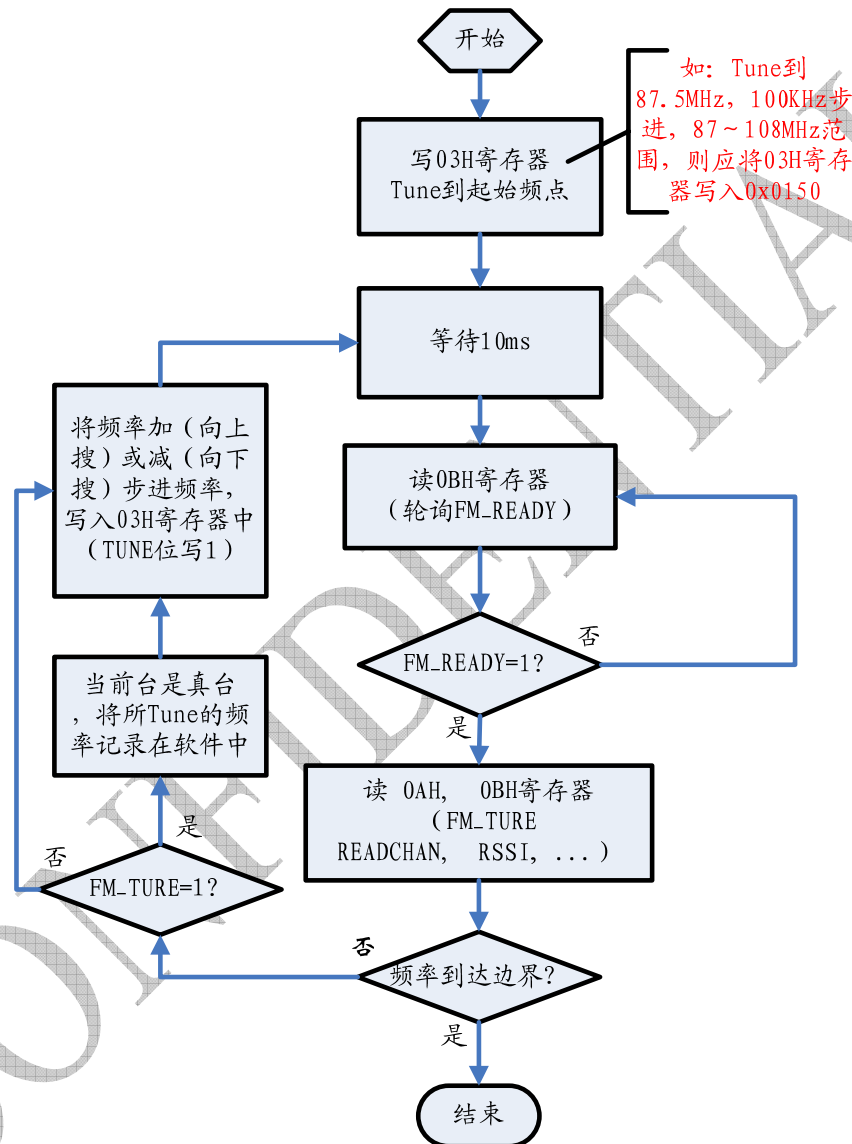 开始
如: Tune到
87.5MHz, 100KHz步
进, 87~108MHz范
围, 则应将03H寄存
器写入0x0150
写03H寄存器
Tune到起始频点
等待10ms
将频率加(向上
搜)或减(向下
搜)步进频率,
写入03H寄存器中
(TUNE位写1)
读0BH寄存器
(轮询FM_READY)
FM_READY=1?
否
是
当前台是真台
, 将所Tune的频
率记录在软件中
读 0AH, 0BH寄存器
(FM_TURE
READCHAN, RSSI, ...)
是
否
FM_TURE=1?
否
频率到达边界?
是
结束
CONFIDENTIAL